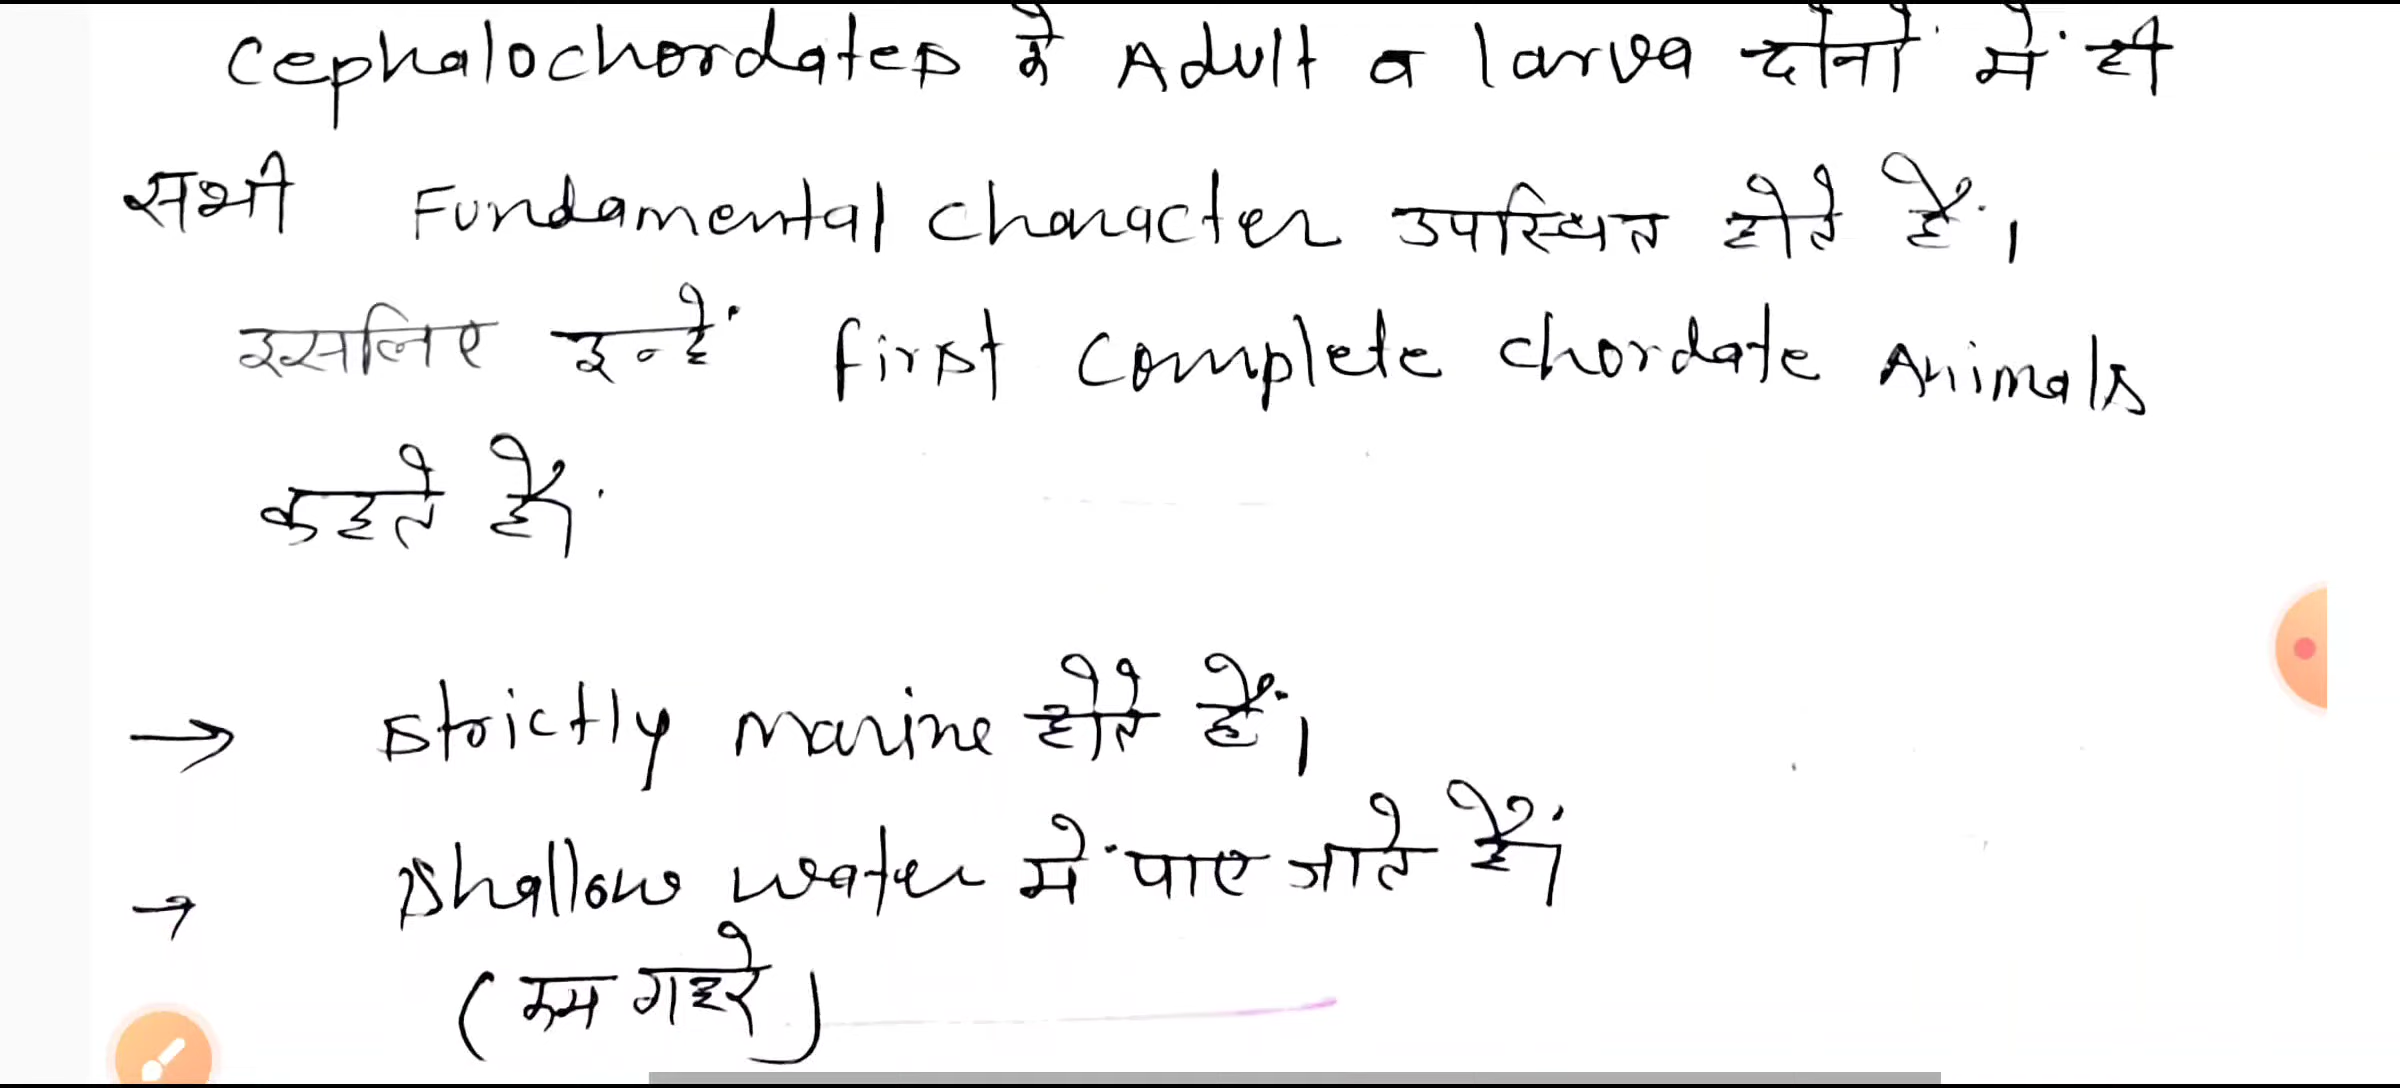 Cephalochordates के Adult व larva दोनों में ही
सभी Fundamental character उपस्थित होते हैं।
इसलिए इन्हें first complete chordate Animals
कहते हैं।
→ strictly marine होते हैं।
→ shallow water में पाए जाते हैं।
(कम गहरे)